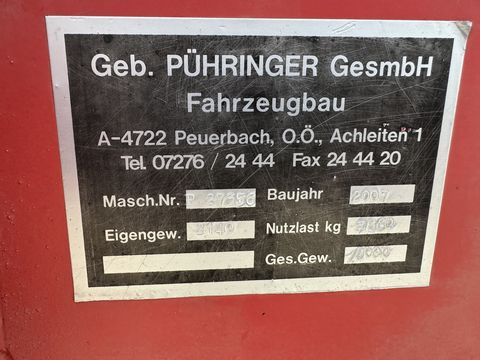 Geb. PÜHRINGER GesmbH
Fahrzeugbau
A-4722 Peuerbach, O.Ö., Achleiten 1
Tel. 07276 / 24 44 Fax 24 44 20
Masch.Nr. Baujahr
Eigengew. Nutzlast kg
Ges.Gew. 10000